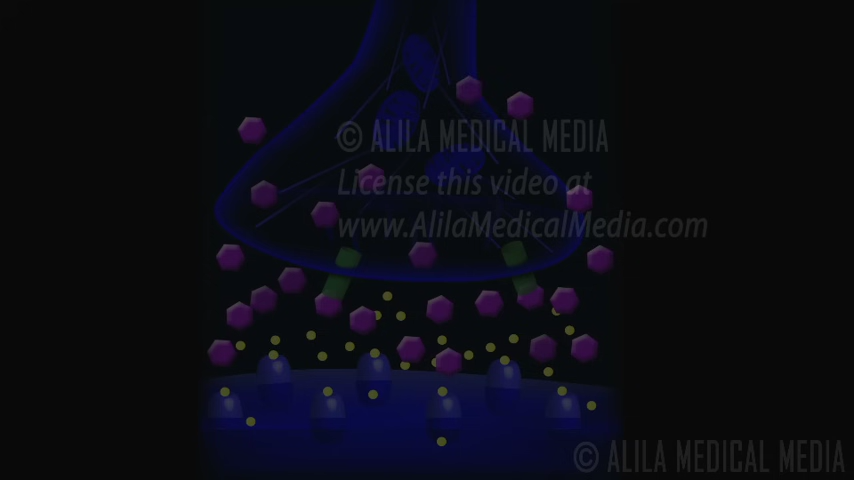 © ALILA MEDICAL MEDIA
License this video at
www.AlilaMedicalMedia.com
© ALILA MEDICAL MEDIA